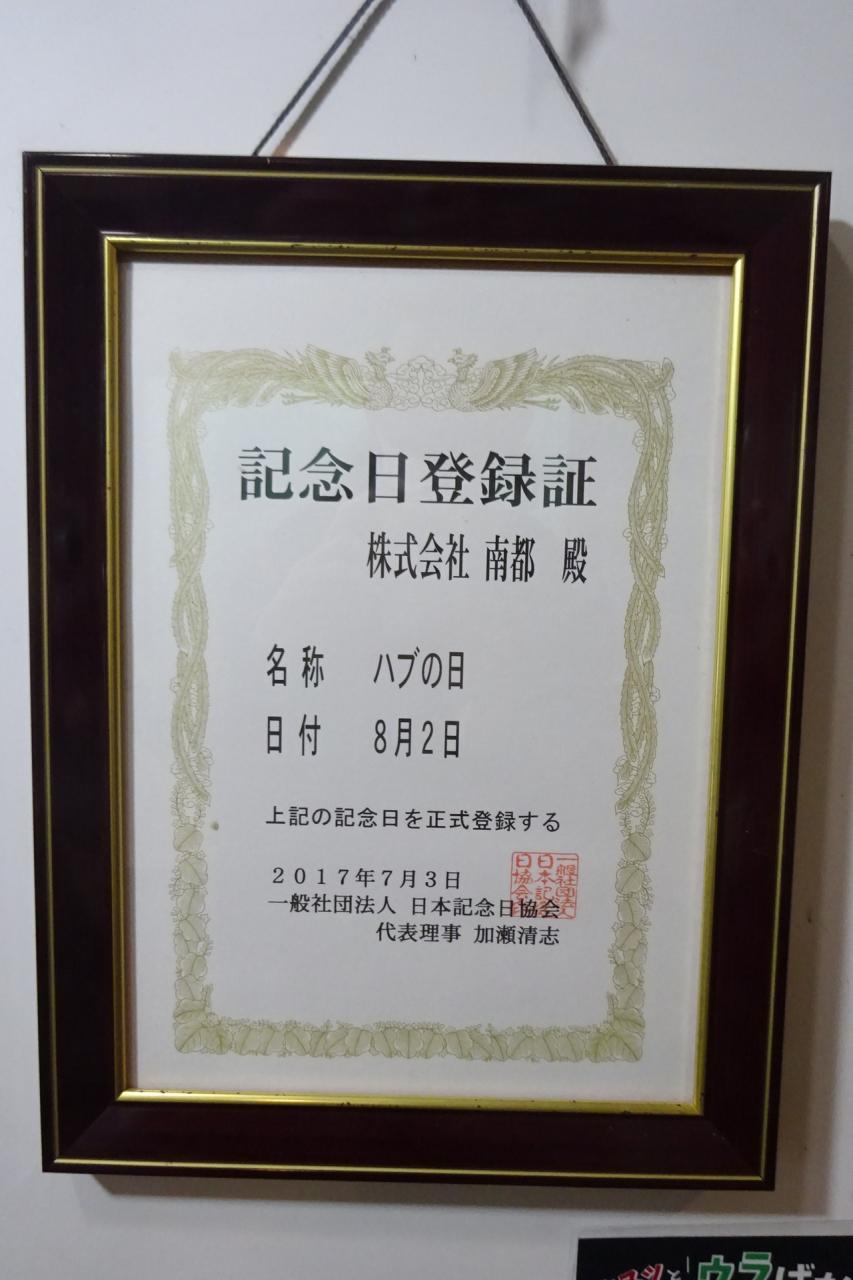 記念日登録証
株式会社 南都 殿
名称 ハブの日
日付 8月2日
上記の記念日を正式登録する
2017年7月3日
一般社団法人 日本記念日協会
代表理事 加瀬清志